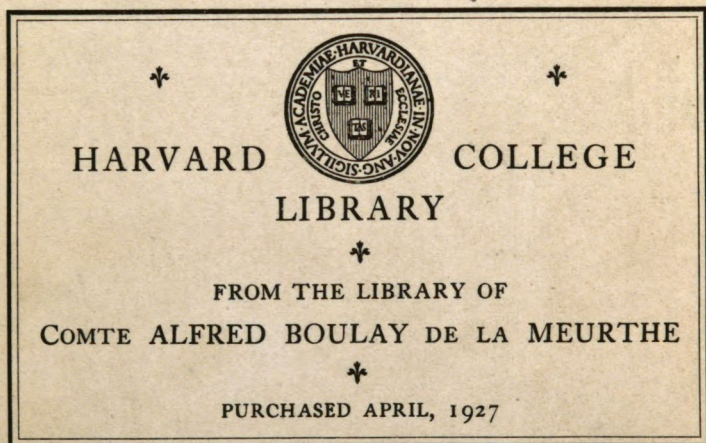 SIGILLVM·ACADEMIAE·HARVARDIANAE·IN·NOV·ANG·
CHRISTO ET ECCLESIAE
VE RI
TAS
HARVARD COLLEGE
LIBRARY
FROM THE LIBRARY OF
COMTE ALFRED BOULAY DE LA MEURTHE
PURCHASED APRIL, 1927